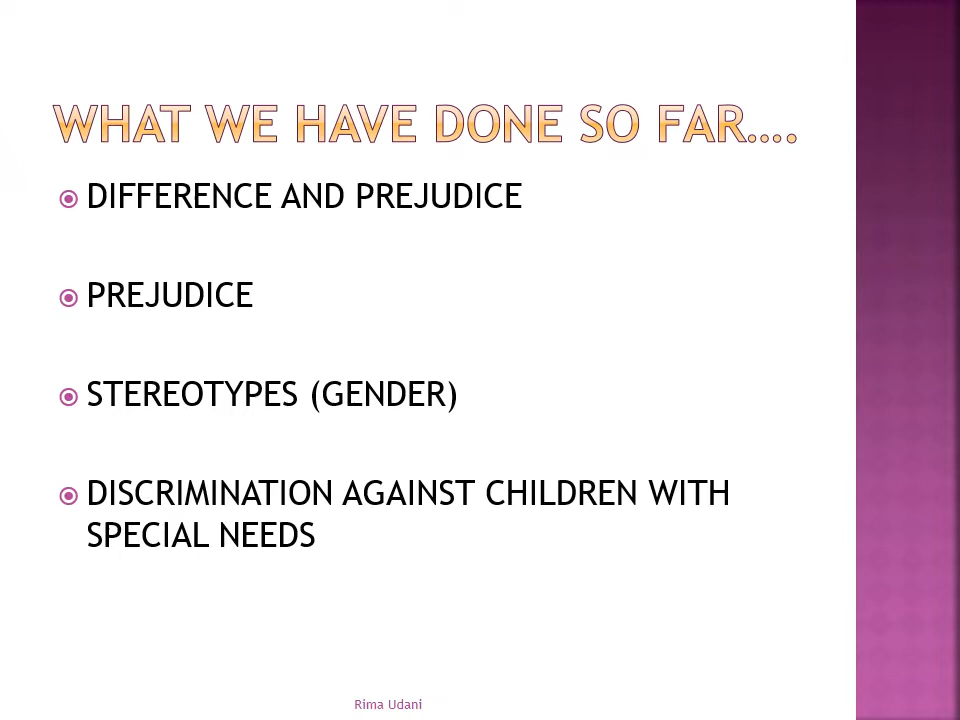 WHAT WE HAVE DONE SO FAR....
DIFFERENCE AND PREJUDICE
PREJUDICE
STEREOTYPES (GENDER)
DISCRIMINATION AGAINST CHILDREN WITH
SPECIAL NEEDS
Rima Udani